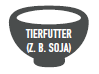 TIERFUTTER
(Z. B. SOJA)